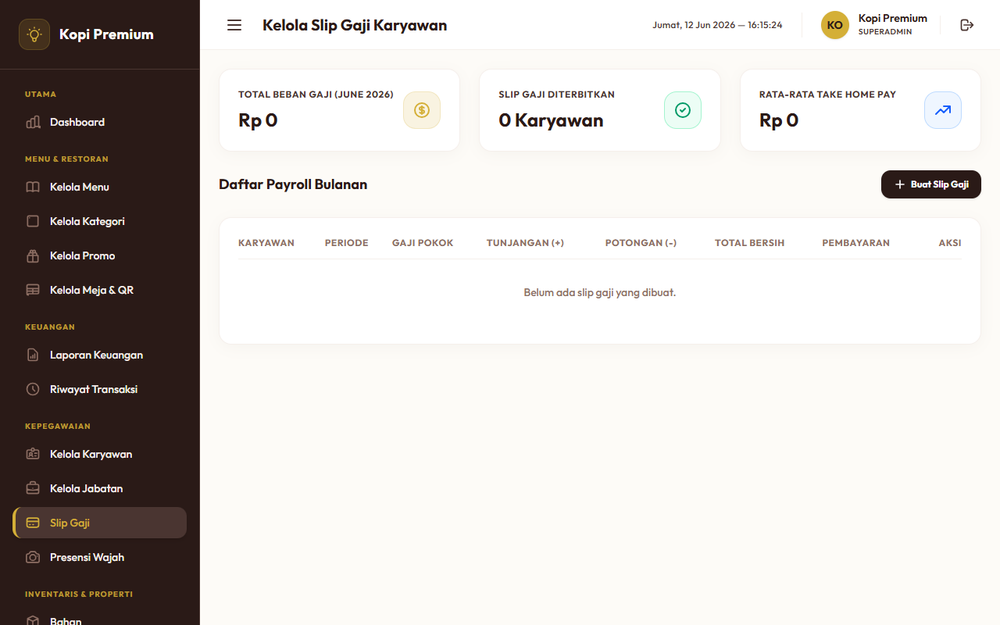 Kopi Premium
UTAMA
Dashboard
MENU & RESTORAN
Kelola Menu
Kelola Kategori
Kelola Promo
Kelola Meja & QR
KEUANGAN
Laporan Keuangan
Riwayat Transaksi
KEPEGAWAIAN
Kelola Karyawan
Kelola Jabatan
Slip Gaji
Presensi Wajah
INVENTARIS & PROPERTI
Bahan
Kelola Slip Gaji Karyawan
Jumat, 12 Jun 2026 — 16:15:24
KO
Kopi Premium
SUPERADMIN
TOTAL BEBAN GAJI (JUNE 2026)
Rp 0
SLIP GAJI DITERBITKAN
0 Karyawan
RATA-RATA TAKE HOME PAY
Rp 0
Daftar Payroll Bulanan
Buat Slip Gaji
KARYAWAN PERIODE GAJI POKOK TUNJANGAN (+) POTONGAN (-) TOTAL BERSIH PEMBAYARAN AKSI
Belum ada slip gaji yang dibuat.